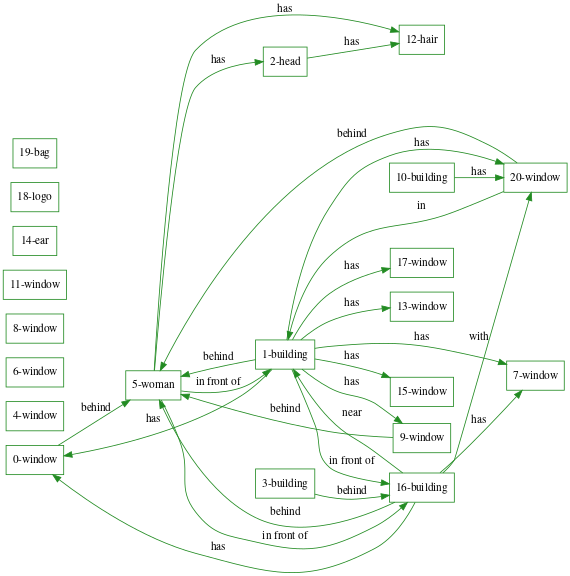 has
12-hair
has
2-head
has
behind
19-bag
has
10-building
has
20-window
18-logo
in
14-ear
17-window
has
11-window
13-window
has
8-window
with
has
1-building
behind
has
6-window
7-window
5-woman
in front of
has
15-window
behind
near
has
4-window
behind
has
9-window
0-window
in front of
3-building
behind
16-building
behind
in front of
has